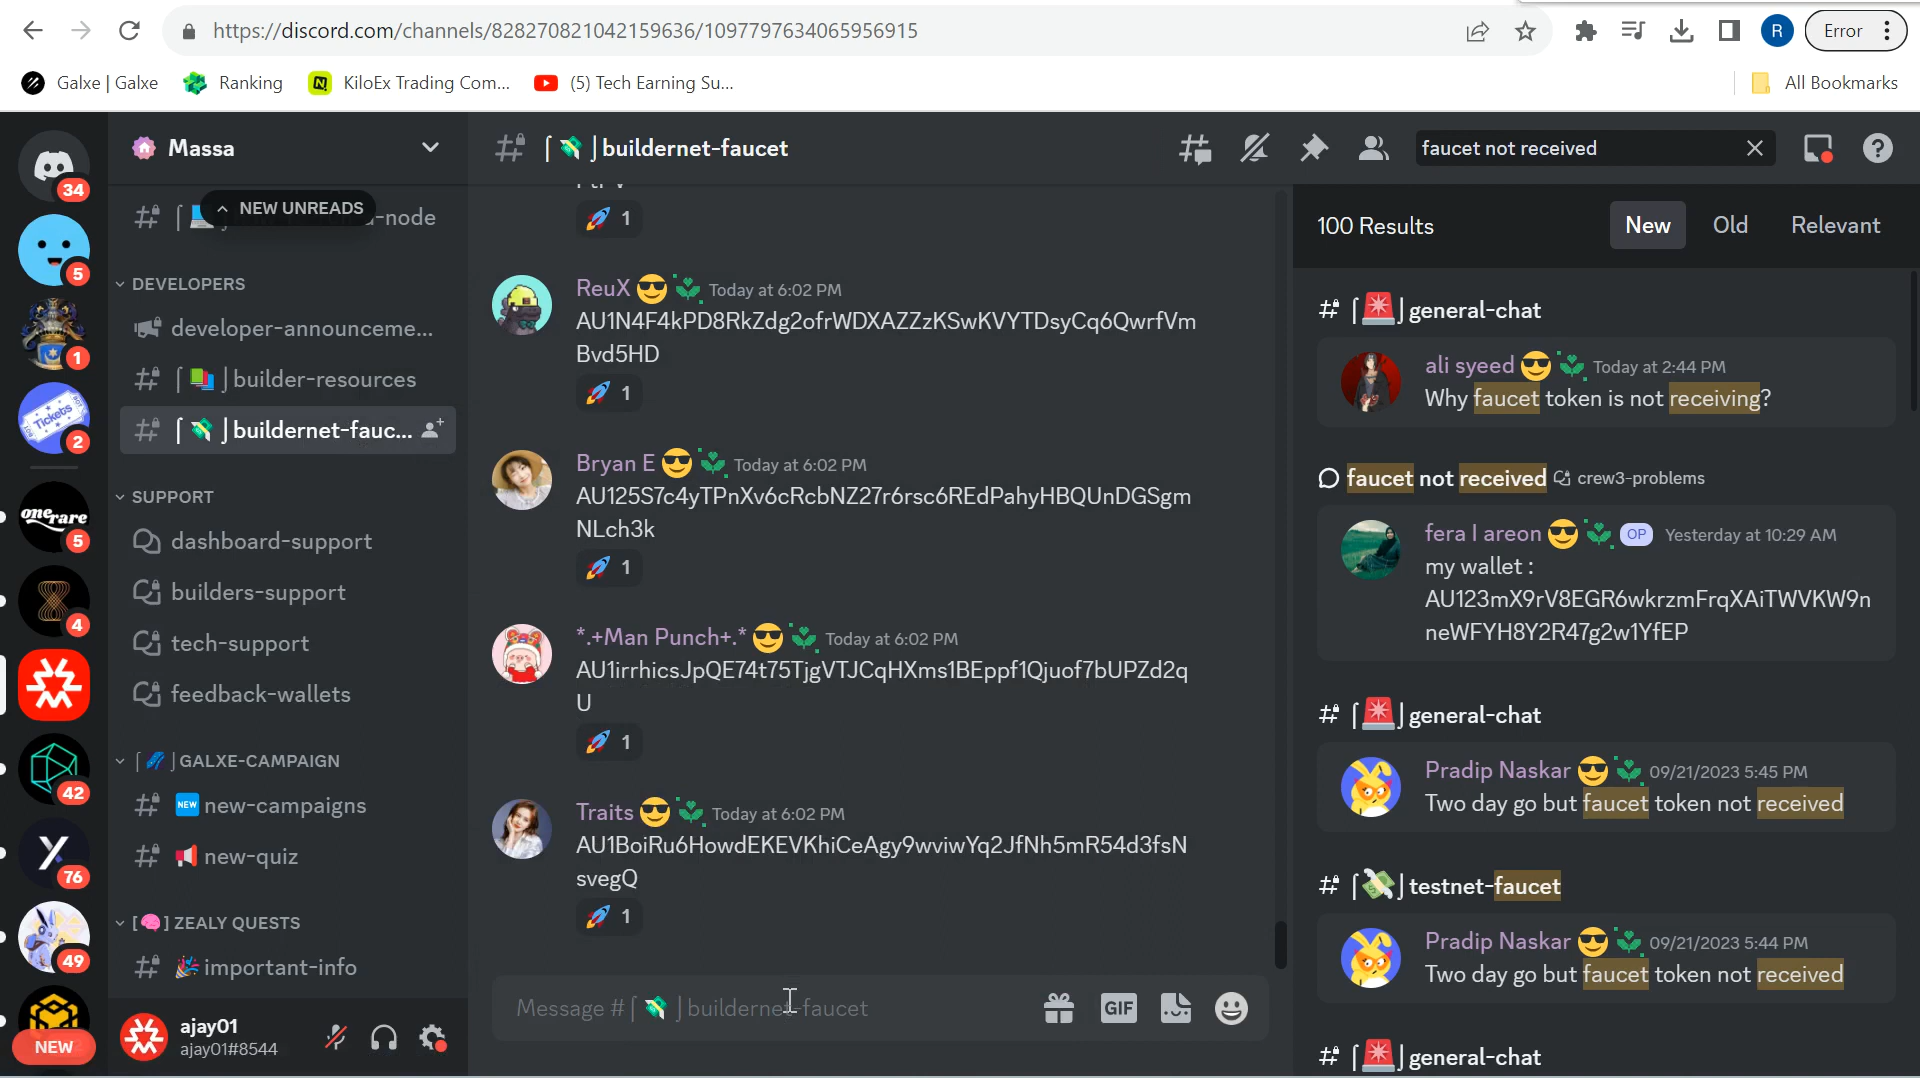 https://discord.com/channels/828270821042159636/1097797634065956915
R
Error
Galxe | Galxe
Ranking
KiloEx Trading Com...
(5) Tech Earning Su...
All Bookmarks
34
5
1
Tickets
2
onerare
5
4
42
76
49
NEW
Massa
NEW UNREADS
-node
DEVELOPERS
developer-announceme...
builder-resources
buildernet-fauc...
SUPPORT
dashboard-support
builders-support
tech-support
feedback-wallets
GALXE-CAMPAIGN
NEW new-campaigns
new-quiz
ZEALY QUESTS
important-info
ajay01
ajay01#8544
buildernet-faucet
1
ReuX Today at 6:02 PM
AU1N4F4kPD8RkZdg2ofrWDXAZZzKSwKVYTDsyCq6QwrfVm
Bvd5HD
1
Bryan E Today at 6:02 PM
AU125S7c4yTPnXv6cRcbNZ27r6rsc6REdPahyHBQUnDGSgm
NLch3k
1
*.+Man Punch+.* Today at 6:02 PM
AU1irrhicsJpQE74t75TjgVTJCqHXms1BEppf1Qjuof7bUPZd2q
U
1
Traits Today at 6:02 PM
AU1BoiRu6HowdEKEVKhiCeAgy9wviwYq2JfNh5mR54d3fsN
svegQ
1
Message #⌈ ⌋buildernet-faucet
GIF
faucet not received
100 Results
New
Old
Relevant
general-chat
ali syeed Today at 2:44 PM
Why faucet token is not receiving?
faucet not received crew3-problems
fera l areon OP Yesterday at 10:29 AM
my wallet :
AU123mX9rV8EGR6wkrzmFrqXAiTWVKW9n
neWFYH8Y2R47g2w1YfEP
general-chat
Pradip Naskar 09/21/2023 5:45 PM
Two day go but faucet token not received
testnet-faucet
Pradip Naskar 09/21/2023 5:44 PM
Two day go but faucet token not received
general-chat